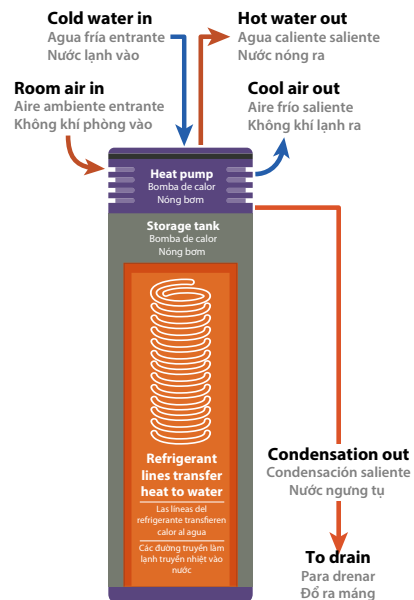 Cold water in
Agua fría entrante
Nước lạnh vào
Hot water out
Agua caliente saliente
Nước nóng ra
Room air in
Aire ambiente entrante
Không khí phòng vào
Cool air out
Aire frío saliente
Không khí lạnh ra
Heat pump
Bomba de calor
Nóng bơm
Storage tank
Bomba de calor
Nóng bơm
Refrigerant
lines transfer
heat to water
Las líneas del
refrigerante transfieren
calor al agua
Các đường truyền làm
lạnh truyền nhiệt vào
nước
Condensation out
Condensación saliente
Nước ngưng tụ
To drain
Para drenar
Đổ ra máng